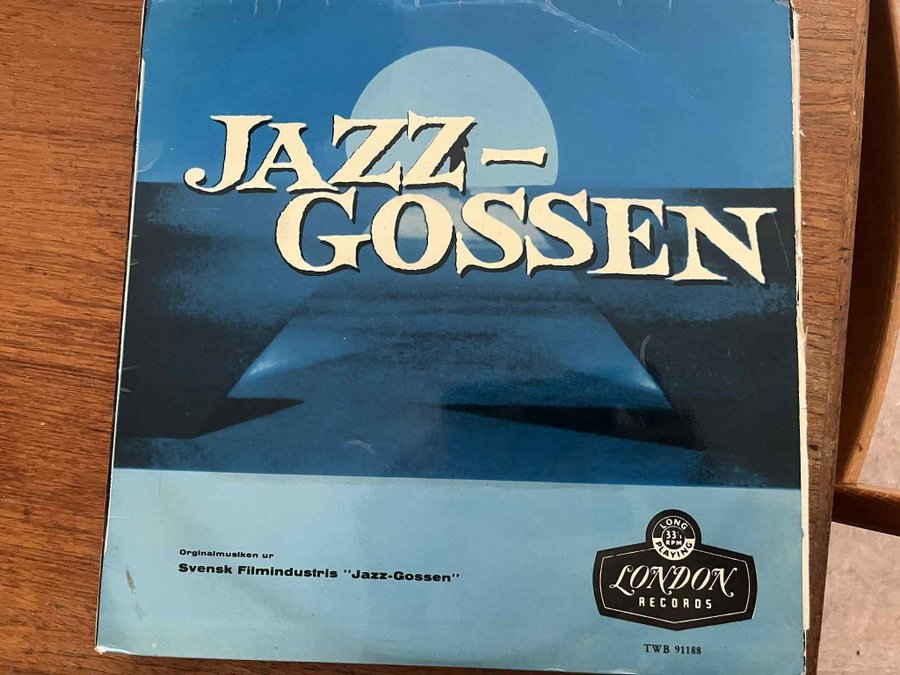 JAZZ-
GOSSEN
Orginalmusiken ur
Svensk Filmindustris "Jazz-Gossen"
LONG
33⅓
RPM
PLAYING
LONDON
RECORDS
TWB 91188